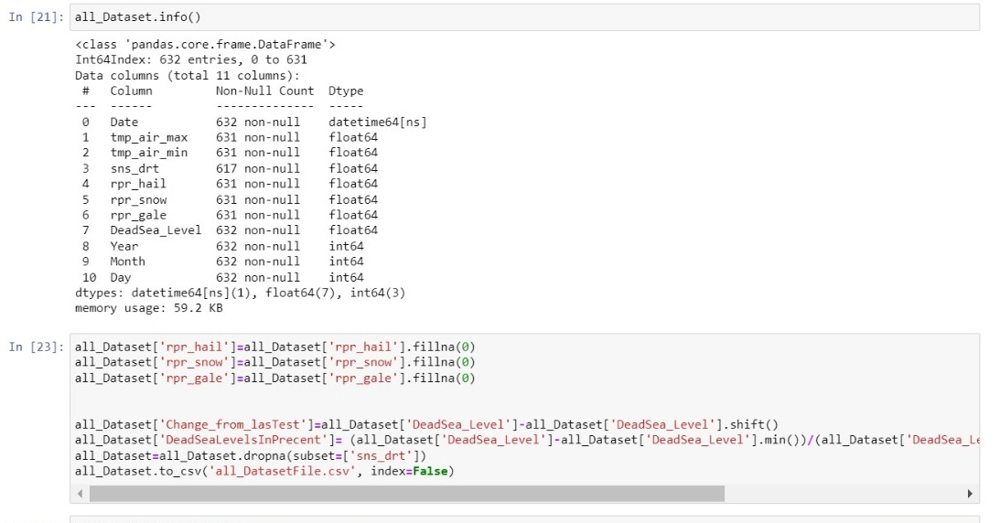 In [21]: all_Dataset.info()
<class 'pandas.core.frame.DataFrame'>
Int64Index: 632 entries, 0 to 631
Data columns (total 11 columns):
 #   Column         Non-Null Count  Dtype
---  ------         --------------  -----
 0   Date           632 non-null    datetime64[ns]
 1   tmp_air_max    631 non-null    float64
 2   tmp_air_min    631 non-null    float64
 3   sns_drt        617 non-null    float64
 4   rpr_hail       631 non-null    float64
 5   rpr_snow       631 non-null    float64
 6   rpr_gale       631 non-null    float64
 7   DeadSea_Level  632 non-null    float64
 8   Year           632 non-null    int64
 9   Month          632 non-null    int64
 10  Day            632 non-null    int64
dtypes: datetime64[ns](1), float64(7), int64(3)
memory usage: 59.2 KB
In [23]: all_Dataset['rpr_hail']=all_Dataset['rpr_hail'].fillna(0)
all_Dataset['rpr_snow']=all_Dataset['rpr_snow'].fillna(0)
all_Dataset['rpr_gale']=all_Dataset['rpr_gale'].fillna(0)
all_Dataset['Change_from_lasTest']=all_Dataset['DeadSea_Level']-all_Dataset['DeadSea_Level'].shift()
all_Dataset['DeadSeaLevelsInPrecent']= (all_Dataset['DeadSea_Level']-all_Dataset['DeadSea_Level'].min())/(all_Dataset['DeadSea_Le
all_Dataset=all_Dataset.dropna(subset=['sns_drt'])
all_Dataset.to_csv('all_DatasetFile.csv', index=False)